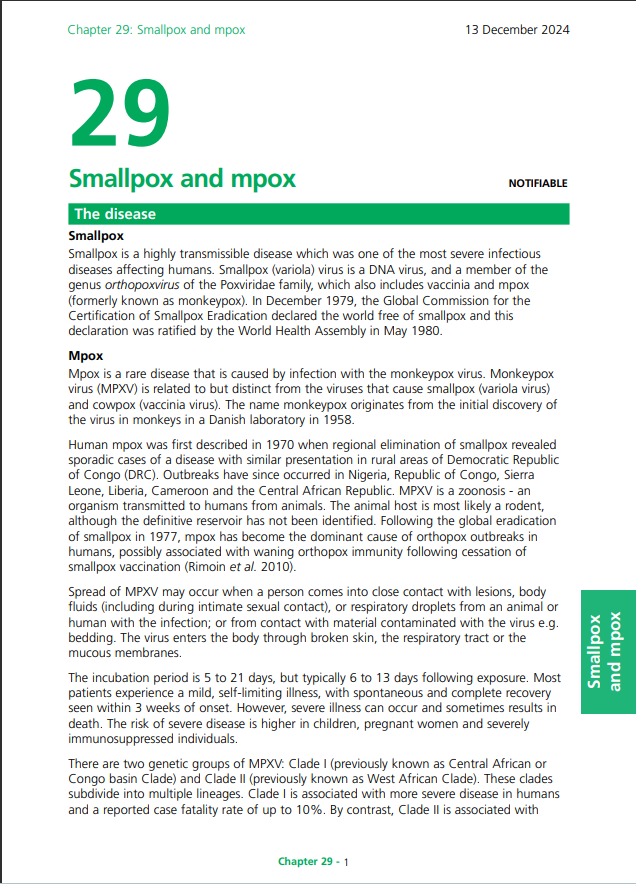 Chapter 29: Smallpox and mpox
13 December 2024
29
Smallpox and mpox
NOTIFIABLE
The disease
Smallpox
Smallpox is a highly transmissible disease which was one of the most severe infectious
diseases affecting humans. Smallpox (variola) virus is a DNA virus, and a member of the
genus orthopoxvirus of the Poxviridae family, which also includes vaccinia and mpox
(formerly known as monkeypox). In December 1979, the Global Commission for the
Certification of Smallpox Eradication declared the world free of smallpox and this
declaration was ratified by the World Health Assembly in May 1980.
Mpox
Mpox is a rare disease that is caused by infection with the monkeypox virus. Monkeypox
virus (MPXV) is related to but distinct from the viruses that cause smallpox (variola virus)
and cowpox (vaccinia virus). The name monkeypox originates from the initial discovery of
the virus in monkeys in a Danish laboratory in 1958.
Human mpox was first described in 1970 when regional elimination of smallpox revealed
sporadic cases of a disease with similar presentation in rural areas of Democratic Republic
of Congo (DRC). Outbreaks have since occurred in Nigeria, Republic of Congo, Sierra
Leone, Liberia, Cameroon and the Central African Republic. MPXV is a zoonosis - an
organism transmitted to humans from animals. The animal host is most likely a rodent,
although the definitive reservoir has not been identified. Following the global eradication
of smallpox in 1977, mpox has become the dominant cause of orthopox outbreaks in
humans, possibly associated with waning orthopox immunity following cessation of
smallpox vaccination (Rimoin et al. 2010).
Spread of MPXV may occur when a person comes into close contact with lesions, body
fluids (including during intimate sexual contact), or respiratory droplets from an animal or
human with the infection; or from contact with material contaminated with the virus e.g.
bedding. The virus enters the body through broken skin, the respiratory tract or the
mucous membranes.
The incubation period is 5 to 21 days, but typically 6 to 13 days following exposure. Most
patients experience a mild, self-limiting illness, with spontaneous and complete recovery
seen within 3 weeks of onset. However, severe illness can occur and sometimes results in
death. The risk of severe disease is higher in children, pregnant women and severely
immunosuppressed individuals.
There are two genetic groups of MPXV: Clade I (previously known as Central African or
Congo basin Clade) and Clade II (previously known as West African Clade). These clades
subdivide into multiple lineages. Clade I is associated with more severe disease in humans
and a reported case fatality rate of up to 10%. By contrast, Clade II is associated with
Smallpox
and mpox
Chapter 29 - 1